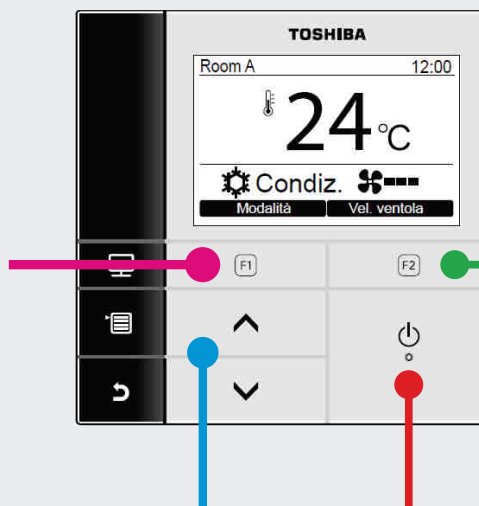 TOSHIBA
Room A 12:00
24 °C
Condiz.
Modalità Vel. ventola
F1 F2